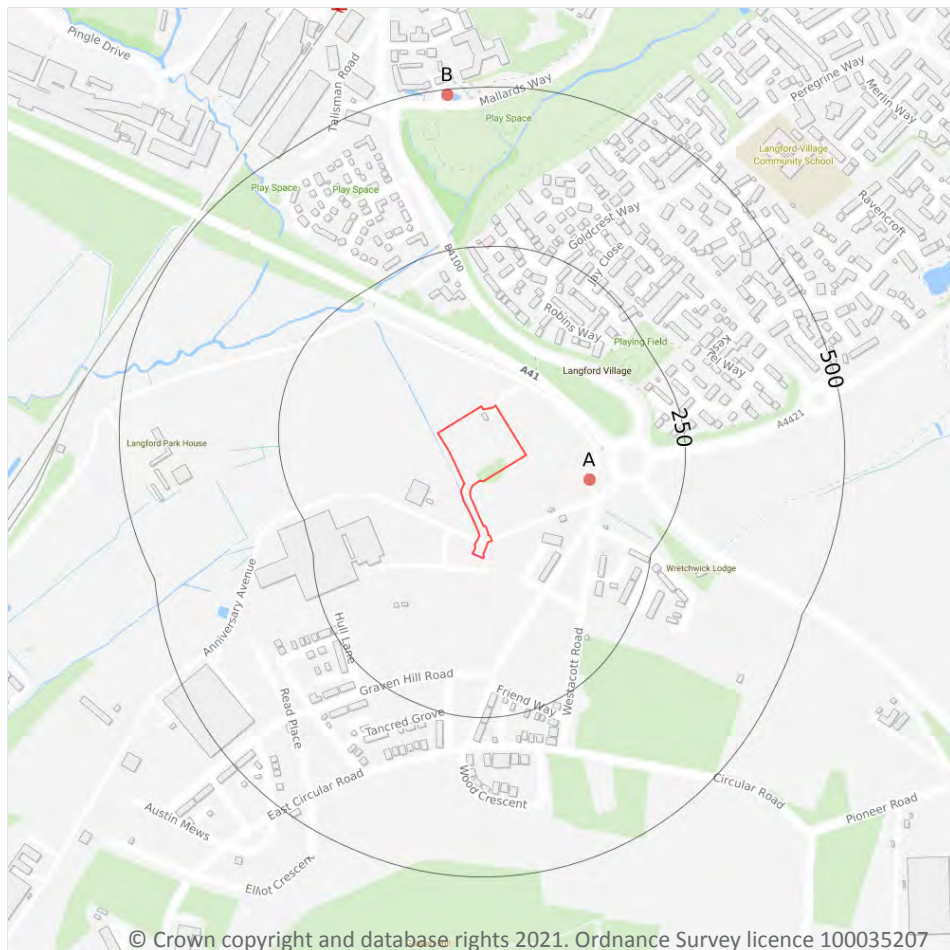 Pingle Drive
Talisman Road
B
Mallards Way
Play Space
Peregrine Way
Merlin Way
Langford Village
Community School
Ravencroft
Play Space
Play Space
Goldcrest Way
Jay Close
B4100
Robins Way
Playing Field
Kestrel Way
Langford Village
A41
500
250
A4421
Langford Park House
A
Wretchwick Lodge
Anniversary Avenue
Hull Lane
Westacott Road
Graven Hill Road
Friend Way
Read Place
Tancred Grove
Wood Crescent
East Circular Road
Circular Road
Pioneer Road
Austin Mews
Elliot Crescent
© Crown copyright and database rights 2021. Ordnance Survey licence 100035207